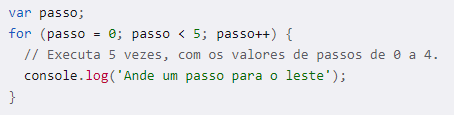 var passo;
for (passo = 0; passo < 5; passo++) {
  // Executa 5 vezes, com os valores de passos de 0 a 4.
  console.log('Ande um passo para o leste');
}